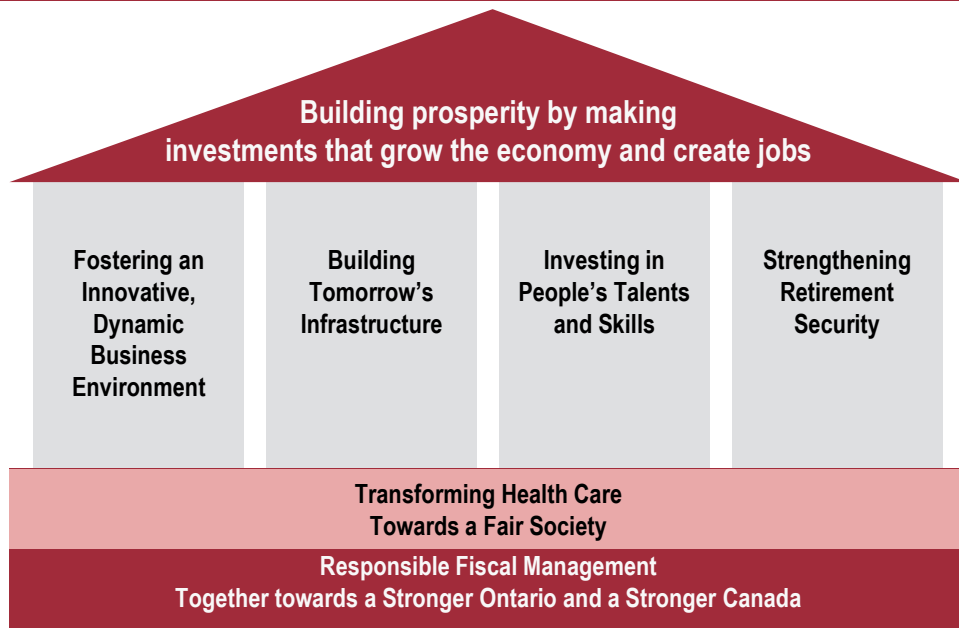 Building prosperity by making
investments that grow the economy and create jobs
Fostering an
Innovative,
Dynamic
Business
Environment
Building
Tomorrow’s
Infrastructure
Investing in
People’s Talents
and Skills
Strengthening
Retirement
Security
Transforming Health Care
Towards a Fair Society
Responsible Fiscal Management
Together towards a Stronger Ontario and a Stronger Canada